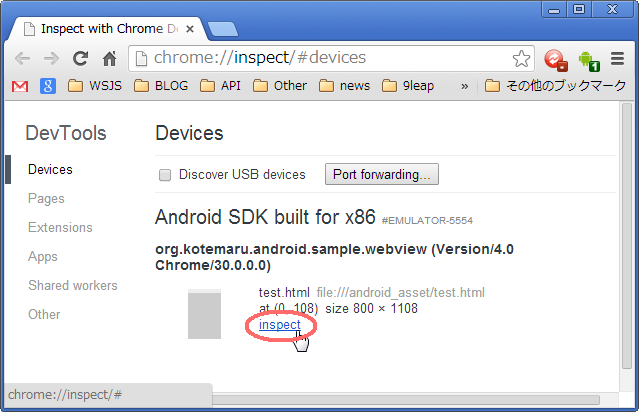 Inspect with Chrome De
chrome://inspect/#devices
WSJS BLOG API Other news 9leap » その他のブックマーク
DevTools
Devices
Pages
Extensions
Apps
Shared workers
Other
Devices
Discover USB devices Port forwarding...
Android SDK built for x86 #EMULATOR-5554
org.kotemaru.android.sample.webview (Version/4.0
Chrome/30.0.0.0)
test.html file:///android_asset/test.html
at (0, 108) size 800 × 1108
inspect
chrome://inspect/#